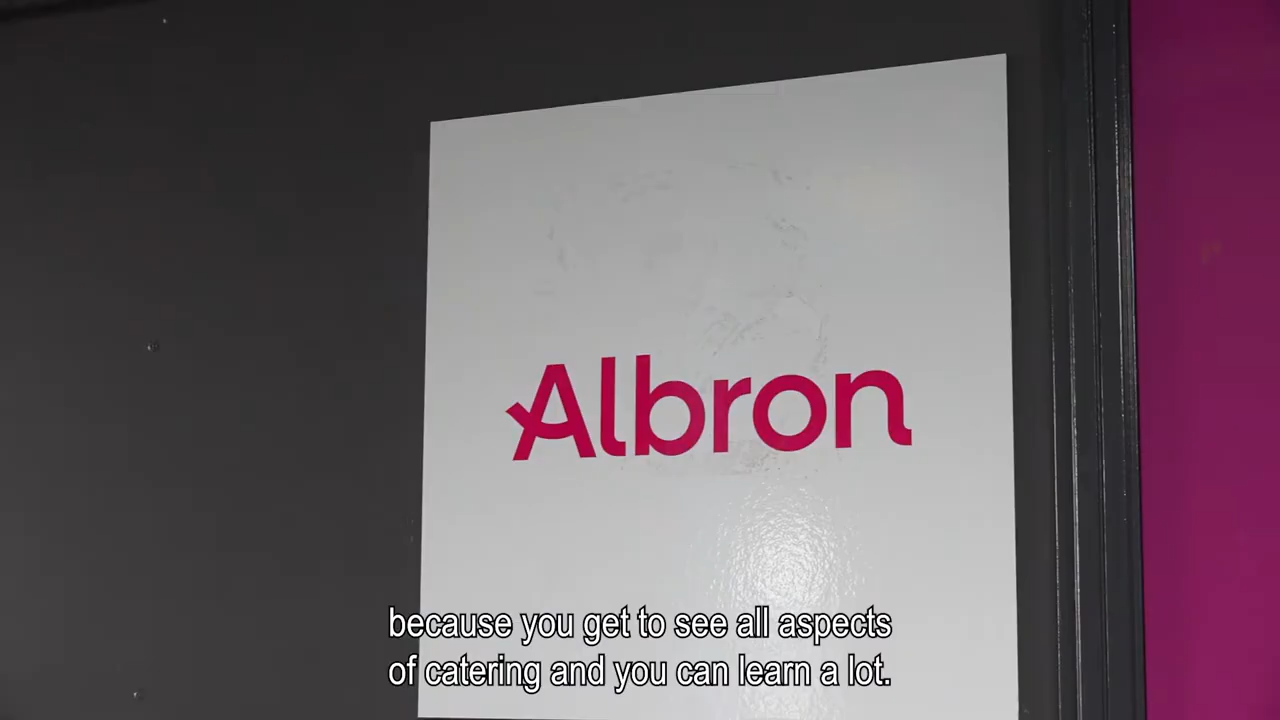 Albron
because you get to see all aspects
of catering and you can learn a lot.